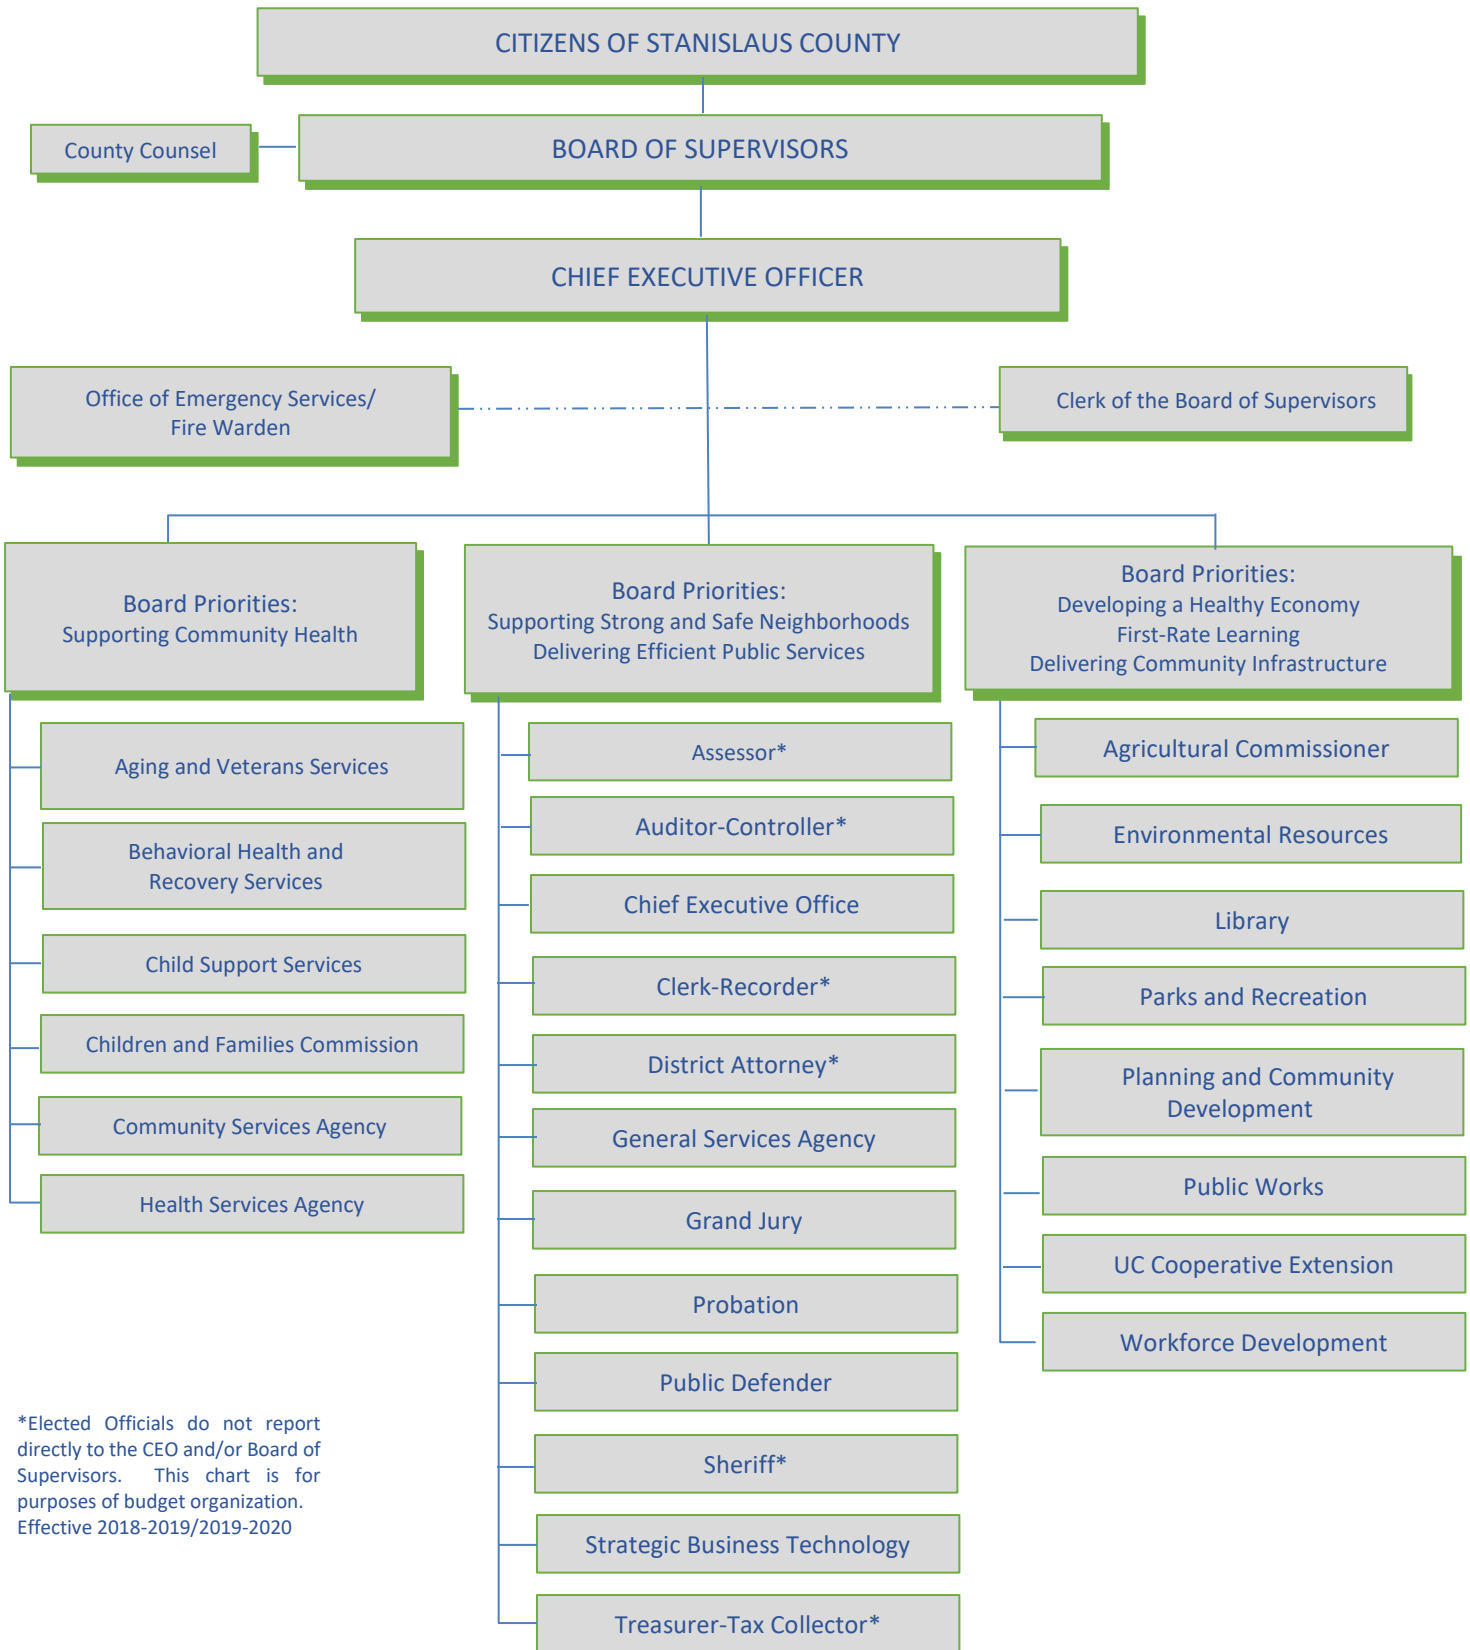 CITIZENS OF STANISLAUS COUNTY
County Counsel
BOARD OF SUPERVISORS
CHIEF EXECUTIVE OFFICER
Office of Emergency Services/
Fire Warden
Clerk of the Board of Supervisors
Board Priorities:
Supporting Community Health
Aging and Veterans Services
Behavioral Health and
Recovery Services
Child Support Services
Children and Families Commission
Community Services Agency
Health Services Agency
Board Priorities:
Supporting Strong and Safe Neighborhoods
Delivering Efficient Public Services
Assessor*
Auditor-Controller*
Chief Executive Office
Clerk-Recorder*
District Attorney*
General Services Agency
Grand Jury
Probation
Public Defender
Sheriff*
Strategic Business Technology
Treasurer-Tax Collector*
Board Priorities:
Developing a Healthy Economy
First-Rate Learning
Delivering Community Infrastructure
Agricultural Commissioner
Environmental Resources
Library
Parks and Recreation
Planning and Community
Development
Public Works
UC Cooperative Extension
Workforce Development
*Elected Officials do not report
directly to the CEO and/or Board of
Supervisors. This chart is for
purposes of budget organization.
Effective 2018-2019/2019-2020